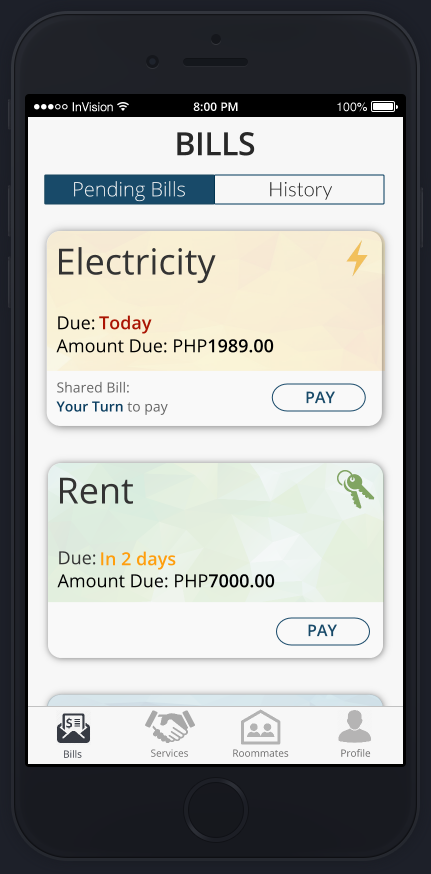 InVision 8:00 PM 100%
BILLS
Pending Bills History
Electricity
Due: Today
Amount Due: PHP1989.00
Shared Bill:
Your Turn to pay
PAY
Rent
Due: In 2 days
Amount Due: PHP7000.00
PAY
Bills Services Roommates Profile